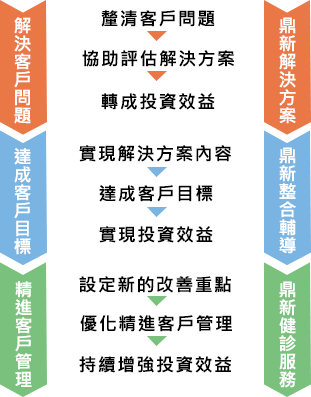 解決客戶問題
釐清客戶問題
協助評估解決方案
轉成投資效益
鼎新解決方案
達成客戶目標
實現解決方案內容
達成客戶目標
實現投資效益
鼎新整合輔導
精進客戶管理
設定新的改善重點
優化精進客戶管理
持續增強投資效益
鼎新健診服務